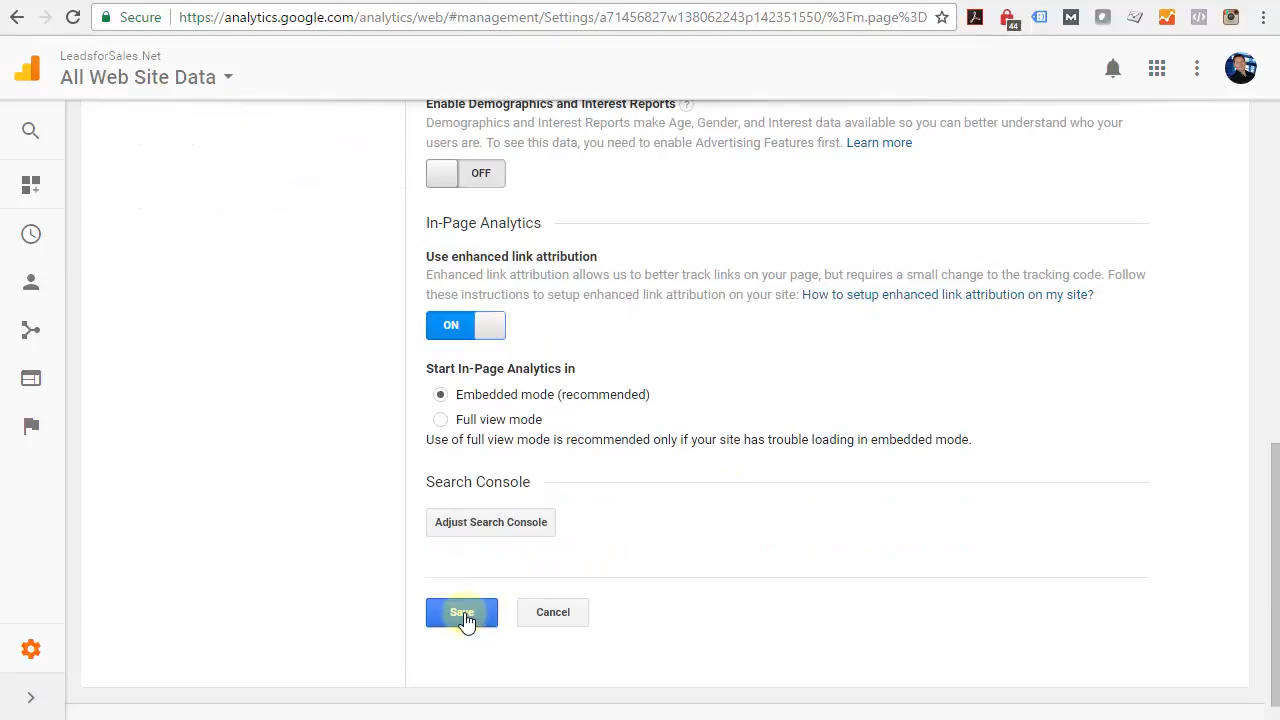 Secure https://analytics.google.com/analytics/web/#management/Settings/a71456827w138062243p142351550/%3Fm.page%3D
44
LeadsforSales.Net
All Web Site Data
Enable Demographics and Interest Reports ?
Demographics and Interest Reports make Age, Gender, and Interest data available so you can better understand who your
users are. To see this data, you need to enable Advertising Features first. Learn more
OFF
In-Page Analytics
Use enhanced link attribution
Enhanced link attribution allows us to better track links on your page, but requires a small change to the tracking code. Follow
these instructions to setup enhanced link attribution on your site: How to setup enhanced link attribution on my site?
ON
Start In-Page Analytics in
Embedded mode (recommended)
Full view mode
Use of full view mode is recommended only if your site has trouble loading in embedded mode.
Search Console
Adjust Search Console
Save Cancel